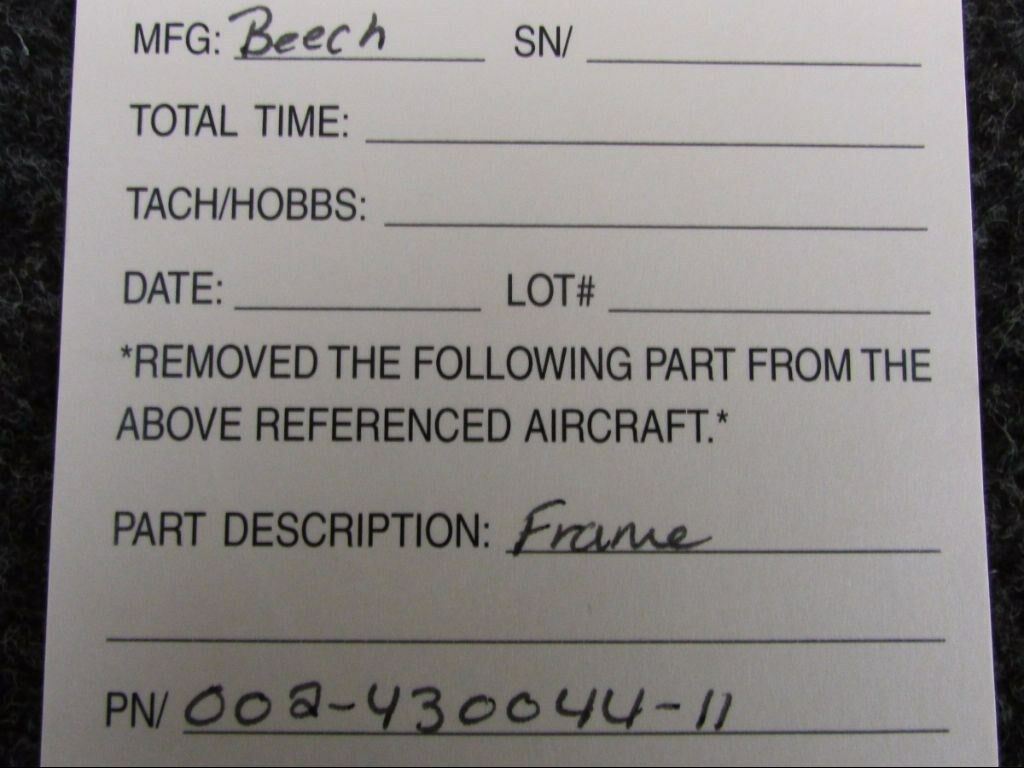 MFG: Beech SN/
TOTAL TIME:
TACH/HOBBS:
DATE: LOT#
*REMOVED THE FOLLOWING PART FROM THE
ABOVE REFERENCED AIRCRAFT.*
PART DESCRIPTION: Frame
PN/ 002-430044-11